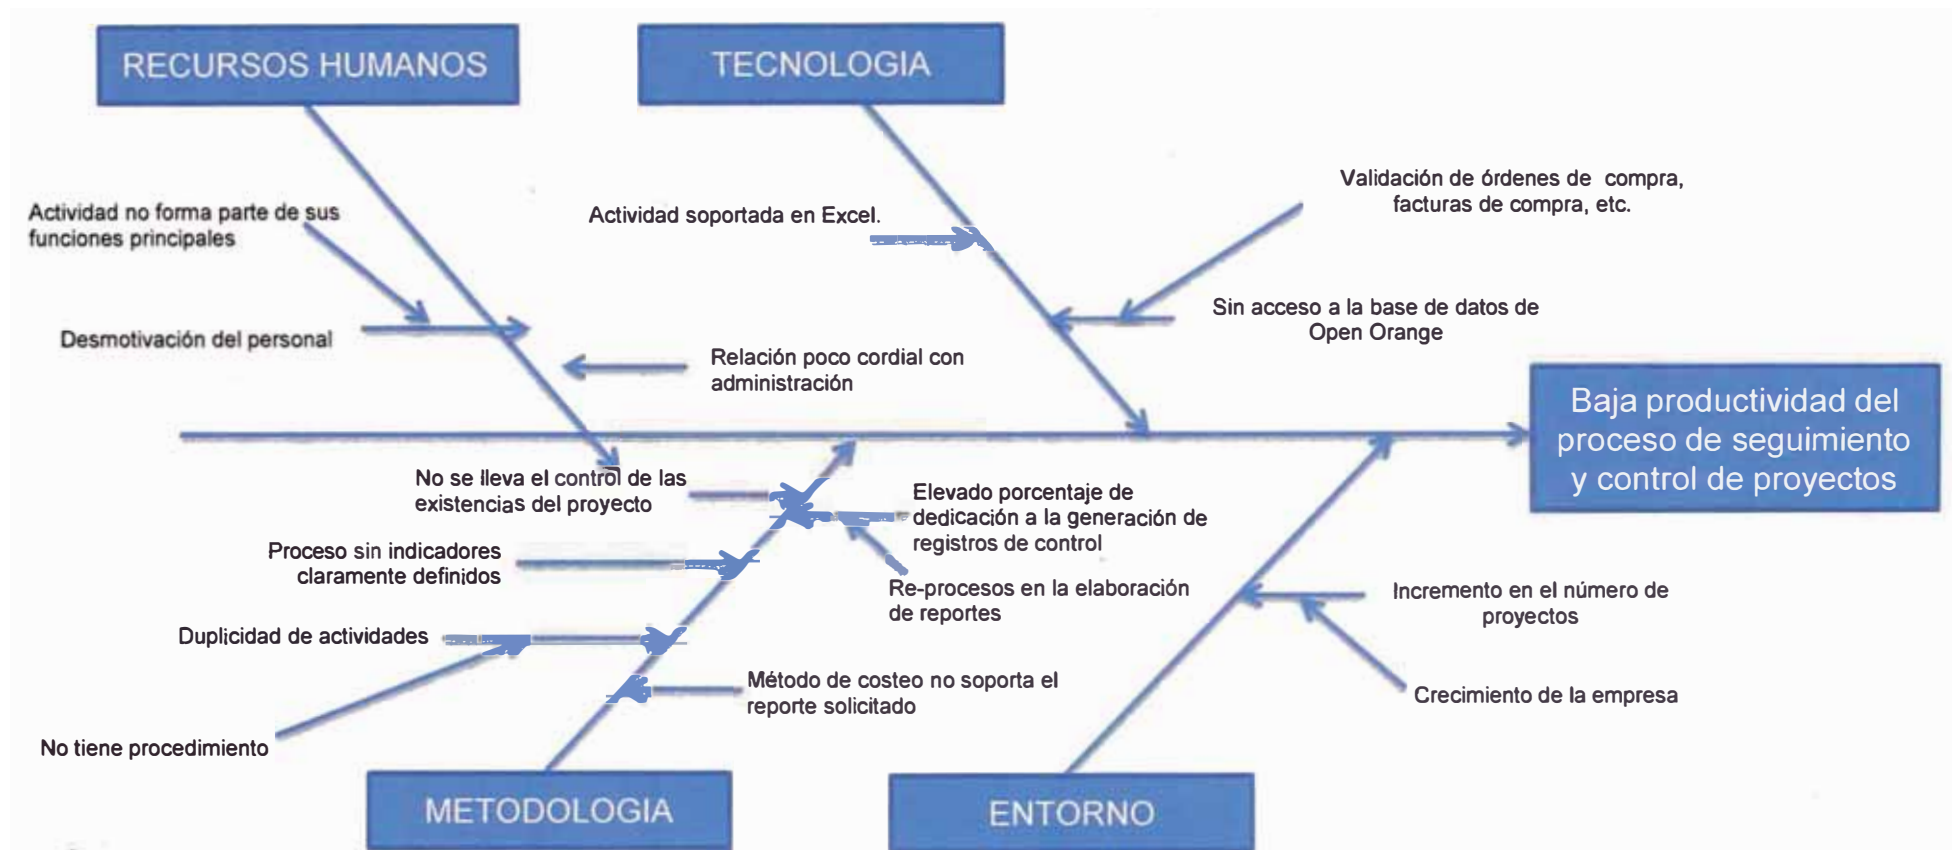 RECURSOS HUMANOS
TECNOLOGIA
Validación de órdenes de compra,
facturas de compra, etc.
Actividad no forma parte de sus
funciones principales
Actividad soportada en Excel.
Sin acceso a la base de datos de
Open Orange
Desmotivación del personal
Relación poco cordial con
administración
Baja productividad del
proceso de seguimiento
y control de proyectos
No se lleva el control de las
existencias del proyecto
Elevado porcentaje de
dedicación a la generación de
registros de control
Proceso sin indicadores
claramente definidos
Re-procesos en la elaboración
de reportes
Incremento en el número de
proyectos
Duplicidad de actividades
Método de costeo no soporta el
reporte solicitado
Crecimiento de la empresa
No tiene procedimiento
METODOLOGIA
ENTORNO